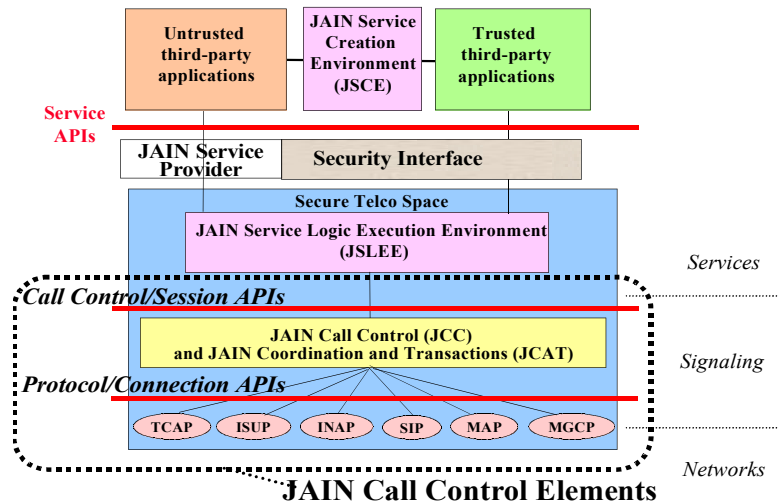 Untrusted
third-party
applications
JAIN Service
Creation
Environment
(JSCE)
Trusted
third-party
applications
Service
APIs
JAIN Service
Provider
Security Interface
Secure Telco Space
JAIN Service Logic Execution Environment
(JSLEE)
Services
Call Control/Session APIs
JAIN Call Control (JCC)
and JAIN Coordination and Transactions (JCAT)
Signaling
Protocol/Connection APIs
TCAP
ISUP
INAP
SIP
MAP
MGCP
Networks
JAIN Call Control Elements